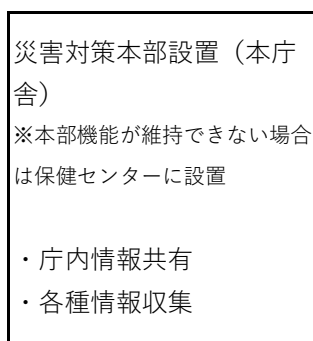 災害対策本部設置（本庁
舎）
※本部機能が維持できない場合
は保健センターに設置
・庁内情報共有
・各種情報収集